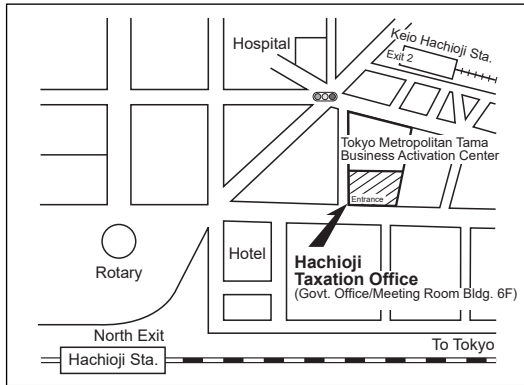 Keio Hachioji Sta.
Hospital
Exit 2
Tokyo Metropolitan Tama
Business Activation Center
Entrance
Hotel
Hachioji
Taxation Office
(Govt. Office/Meeting Room Bldg. 6F)
Rotary
North Exit
To Tokyo
Hachioji Sta.